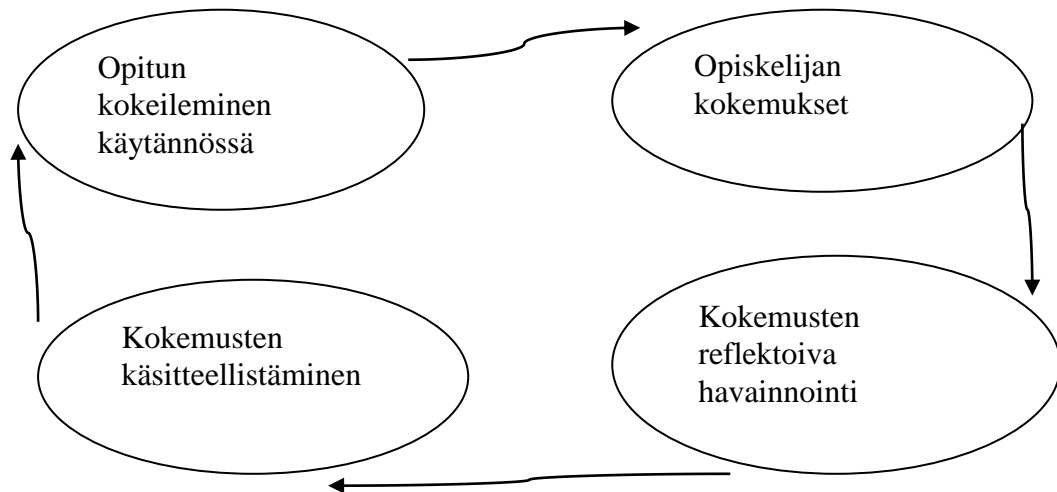 Opitun
kokeileminen
käytännössä
Opiskelijan
kokemukset
Kokemusten
käsitteellistäminen
Kokemusten
reflektoiva
havainnointi